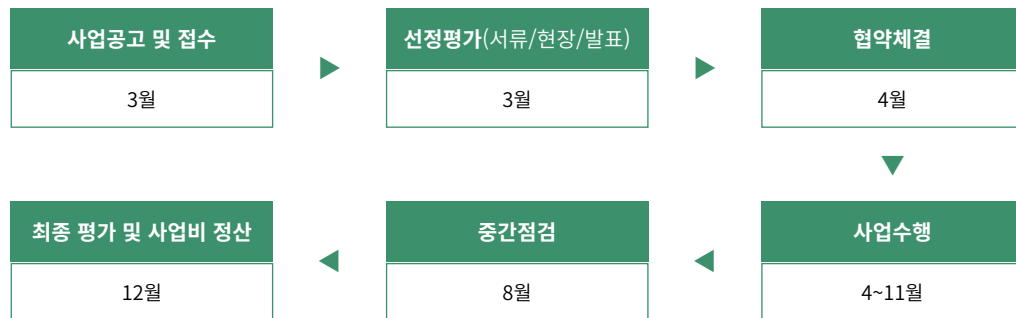 사업공고 및 접수
3월
선정평가(서류/현장/발표)
3월
협약체결
4월
사업수행
4~11월
중간점검
8월
최종 평가 및 사업비 정산
12월